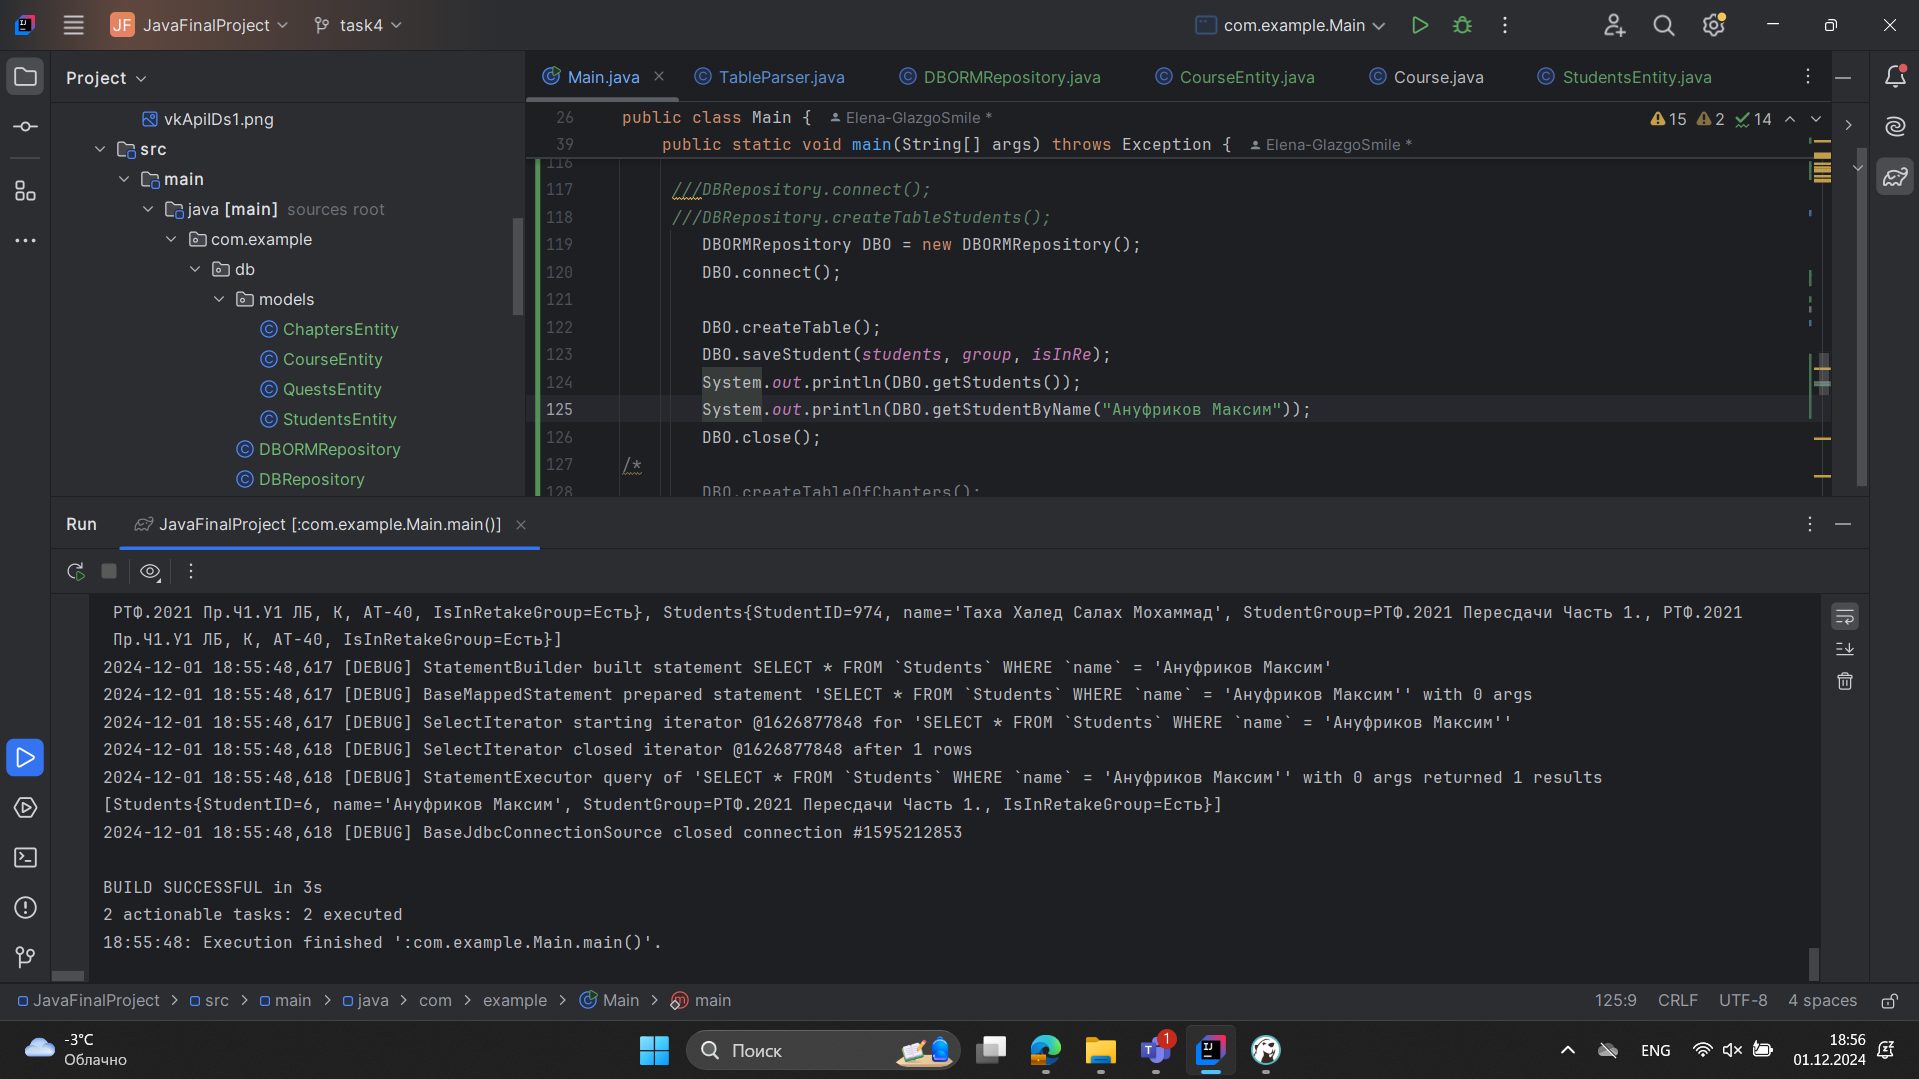 JF JavaFinalProject task4 com.example.Main
Project
Main.java TableParser.java DBORMRepository.java CourseEntity.java Course.java StudentsEntity.java
vkApiIDs1.png
src
main
java [main] sources root
com.example
db
models
ChaptersEntity
CourseEntity
QuestsEntity
StudentsEntity
DBORMRepository
DBRepository
26 public class Main { Elena-GlazgoSmile *
15 2 14
39 public static void main(String[] args) throws Exception { Elena-GlazgoSmile *
116
117 ///DBRepository.connect();
118 ///DBRepository.createTableStudents();
119 DBORMRepository DBO = new DBORMRepository();
120 DBO.connect();
121
122 DBO.createTable();
123 DBO.saveStudent(students, group, isInRe);
124 System.out.println(DBO.getStudents());
125 System.out.println(DBO.getStudentByName("Ануфриков Максим"));
126 DBO.close();
127 /*
128 DBO.createTableOfChapters();
Run JavaFinalProject [:com.example.Main.main()]
РТФ.2021 Пр.Ч1.У1 ЛБ, К, АТ-40, IsInRetakeGroup=Есть}, Students{StudentID=974, name='Таха Халед Салах Мохаммад', StudentGroup=РТФ.2021 Пересдачи Часть 1., РТФ.2021
Пр.Ч1.У1 ЛБ, К, АТ-40, IsInRetakeGroup=Есть}]
2024-12-01 18:55:48,617 [DEBUG] StatementBuilder built statement SELECT * FROM `Students` WHERE `name` = 'Ануфриков Максим'
2024-12-01 18:55:48,617 [DEBUG] BaseMappedStatement prepared statement 'SELECT * FROM `Students` WHERE `name` = 'Ануфриков Максим'' with 0 args
2024-12-01 18:55:48,617 [DEBUG] SelectIterator starting iterator @1626877848 for 'SELECT * FROM `Students` WHERE `name` = 'Ануфриков Максим''
2024-12-01 18:55:48,618 [DEBUG] SelectIterator closed iterator @1626877848 after 1 rows
2024-12-01 18:55:48,618 [DEBUG] StatementExecutor query of 'SELECT * FROM `Students` WHERE `name` = 'Ануфриков Максим'' with 0 args returned 1 results
[Students{StudentID=6, name='Ануфриков Максим', StudentGroup=РТФ.2021 Пересдачи Часть 1., IsInRetakeGroup=Есть}]
2024-12-01 18:55:48,618 [DEBUG] BaseJdbcConnectionSource closed connection #1595212853
BUILD SUCCESSFUL in 3s
2 actionable tasks: 2 executed
18:55:48: Execution finished ':com.example.Main.main()'.
JavaFinalProject > src > main > java > com > example > Main > main
125:9 CRLF UTF-8 4 spaces
-3°C
Облачно
Поиск
1
ENG
18:56
01.12.2024